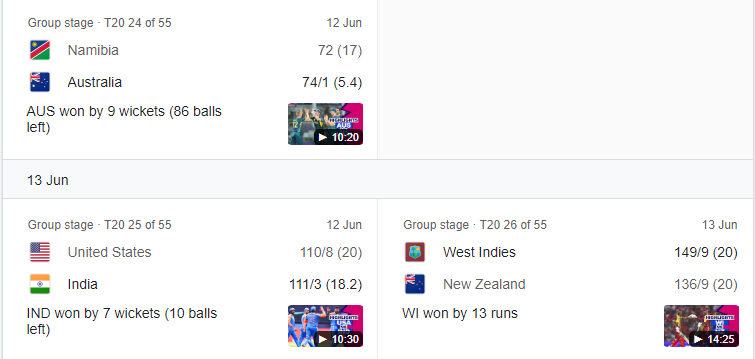 Group stage · T20 24 of 55 12 Jun
Namibia 72 (17)
Australia 74/1 (5.4)
AUS won by 9 wickets (86 balls
left)
HIGHLIGHTS
AUS
10:20
13 Jun
Group stage · T20 25 of 55 12 Jun
United States 110/8 (20)
India 111/3 (18.2)
IND won by 7 wickets (10 balls
left)
HIGHLIGHTS
USA
10:30
Group stage · T20 26 of 55 13 Jun
West Indies 149/9 (20)
New Zealand 136/9 (20)
WI won by 13 runs
HIGHLIGHTS
WI
14:25